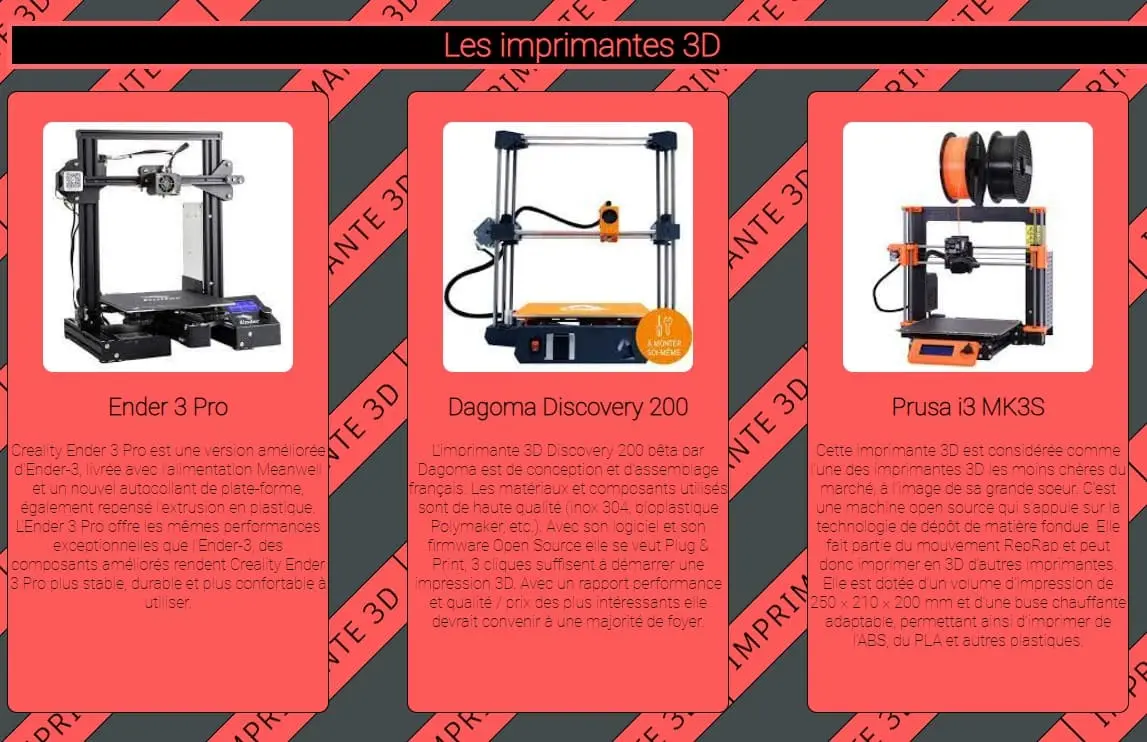 Les imprimantes 3D
Ender 3 Pro
Creality Ender 3 Pro est une version améliorée
d'Ender-3, livrée avec l'alimentation Meanwell
et un nouvel autocollant de plate-forme,
également repensé l'extrusion en plastique.
L'Ender 3 Pro offre les mêmes performances
exceptionnelles que l'Ender-3, des
composants améliorés rendent Creality Ender
3 Pro plus stable, durable et plus confortable à
utiliser.
À MONTER
SOI-MÊME
Dagoma Discovery 200
L'imprimante 3D Discovery 200 bêta par
Dagoma est de conception et d'assemblage
français. Les matériaux et composants utilisés
sont de haute qualité (inox 304, bioplastique
Polymaker, etc.). Avec son logiciel et son
firmware Open Source elle se veut Plug &
Print, 3 cliques suffisent à démarrer une
impression 3D. Avec un rapport performance
et qualité / prix des plus intéressants elle
devrait convenir à une majorité de foyer.
Prusa i3 MK3S
Cette imprimante 3D est considérée comme
l'une des imprimantes 3D les moins chères du
marché, à l'image de sa grande soeur. C'est
une machine open source qui s'appuie sur la
technologie de dépôt de matière fondue. Elle
fait partie du mouvement RepRap et peut
donc imprimer en 3D d'autres imprimantes.
Elle est dotée d'un volume d'impression de
250 × 210 × 200 mm et d'une buse chauffante
adaptable, permettant ainsi d'imprimer de
l'ABS, du PLA et autres plastiques.